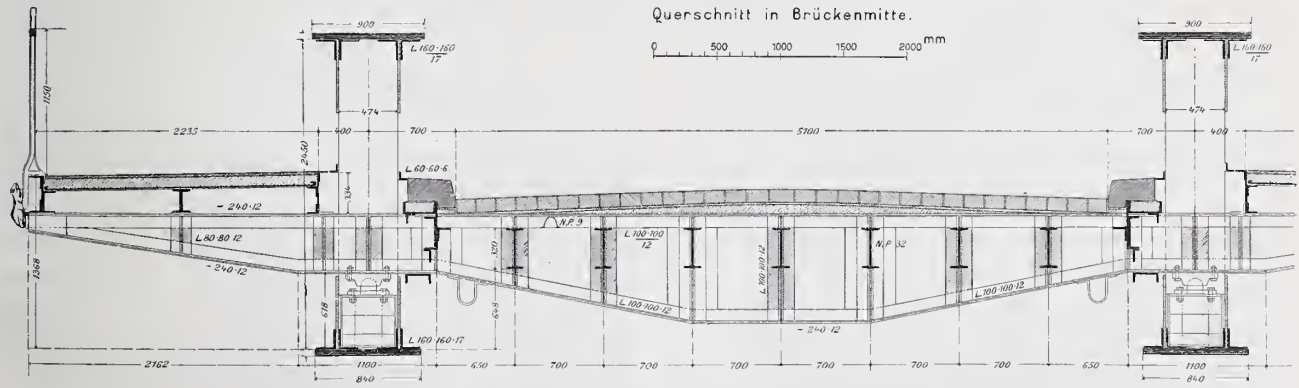 Querschnitt in Brückenmitte.
0 500 1000 1500 2000 mm
900
900
L 160·160
17
L 160·160
17
1150
474
474
2235
400
700
5100
700
400
2450
L 60·60·6
334
- 240·12
N.P. 9
L 100·100
12
N.P. 32
L 80·80·12
320
L 100·100·12
- 240·12
1368
L 100·100·12
L 100·100·12
618
648
- 240·12
L 160·160·17
2162
1100
650
700
700
700
700
700
700
650
1100
840
840